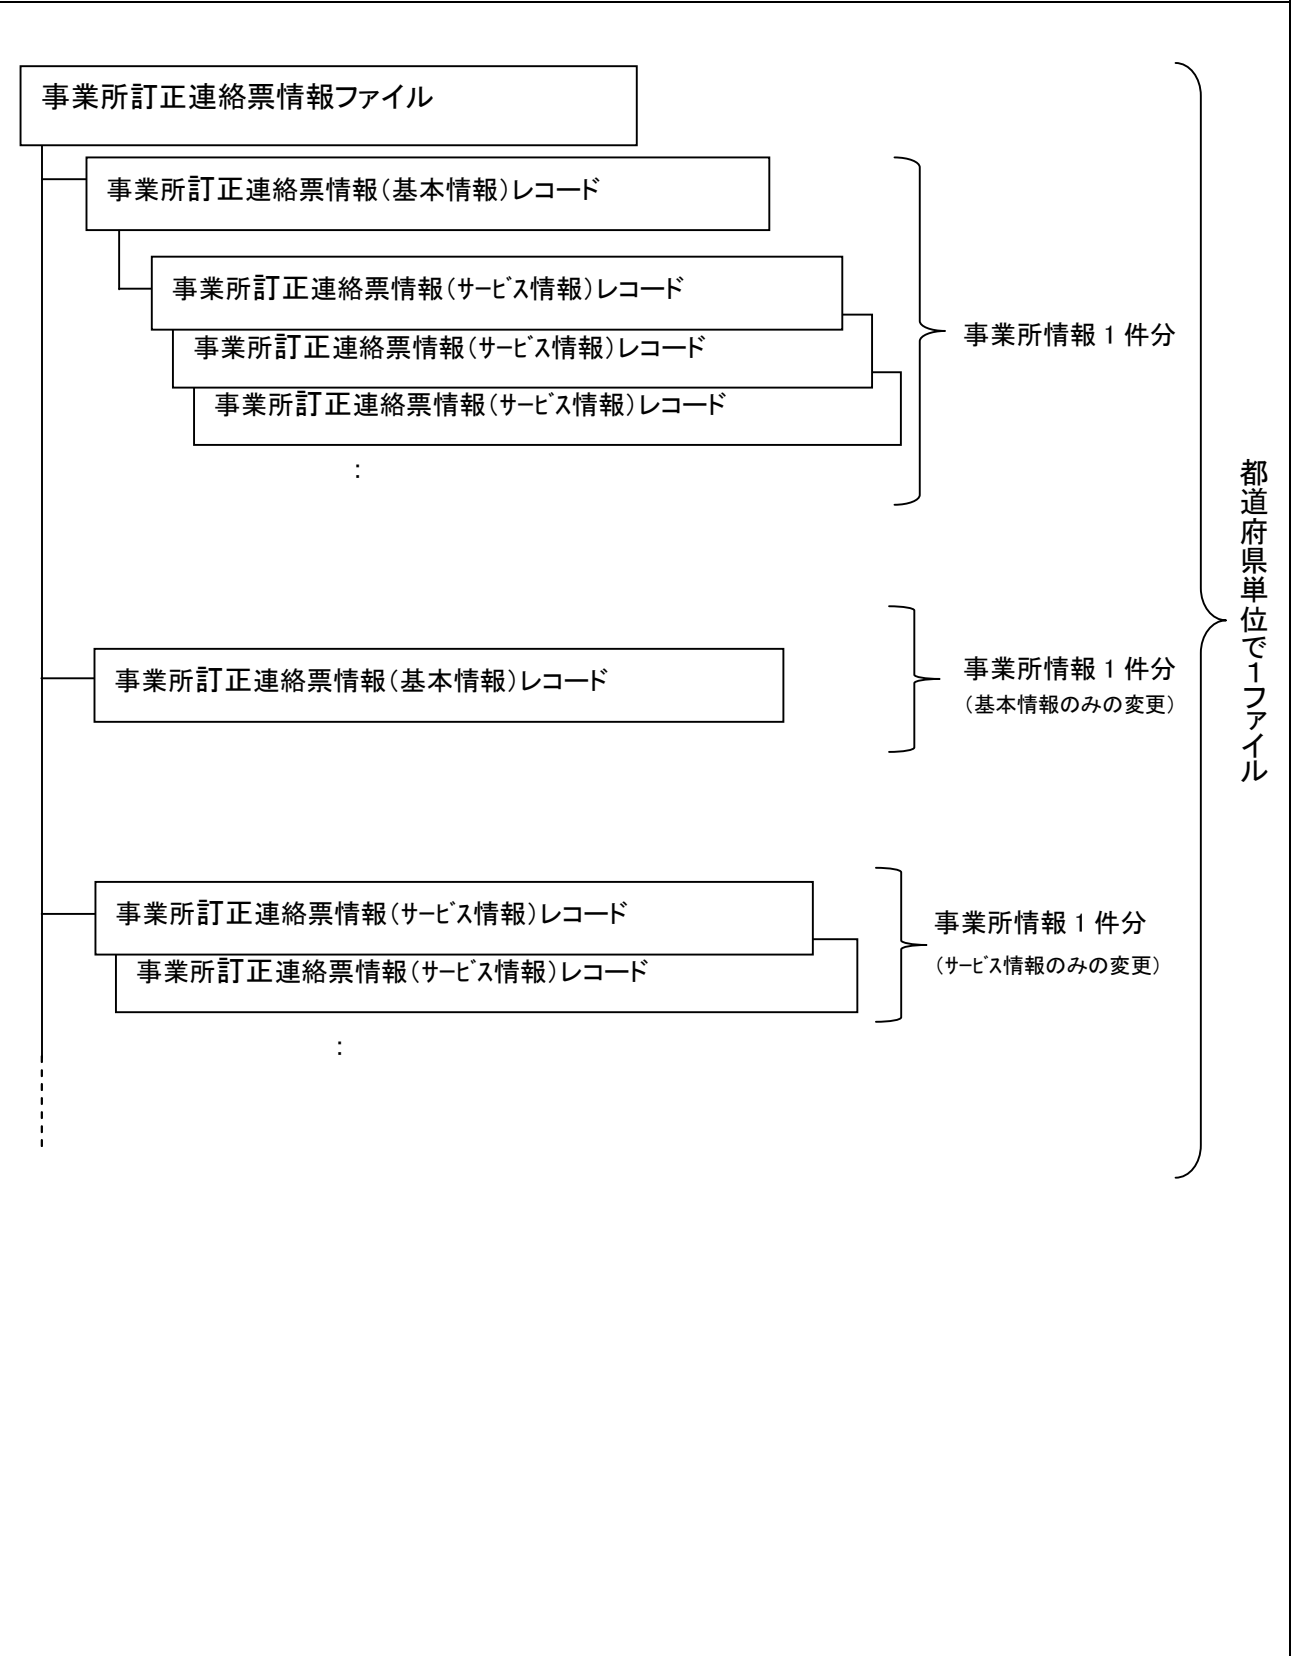 事業所訂正連絡票情報ファイル
事業所訂正連絡票情報(基本情報)レコード
事業所訂正連絡票情報(ｻｰﾋﾞｽ情報)レコード
事業所訂正連絡票情報(ｻｰﾋﾞｽ情報)レコード
事業所訂正連絡票情報(ｻｰﾋﾞｽ情報)レコード
:
事業所情報 1 件分
事業所訂正連絡票情報(基本情報)レコード
事業所情報 1 件分
(基本情報のみの変更)
事業所訂正連絡票情報(ｻｰﾋﾞｽ情報)レコード
事業所訂正連絡票情報(ｻｰﾋﾞｽ情報)レコード
:
事業所情報 1 件分
(ｻｰﾋﾞｽ情報のみの変更)
都道府県単位で1ファイル